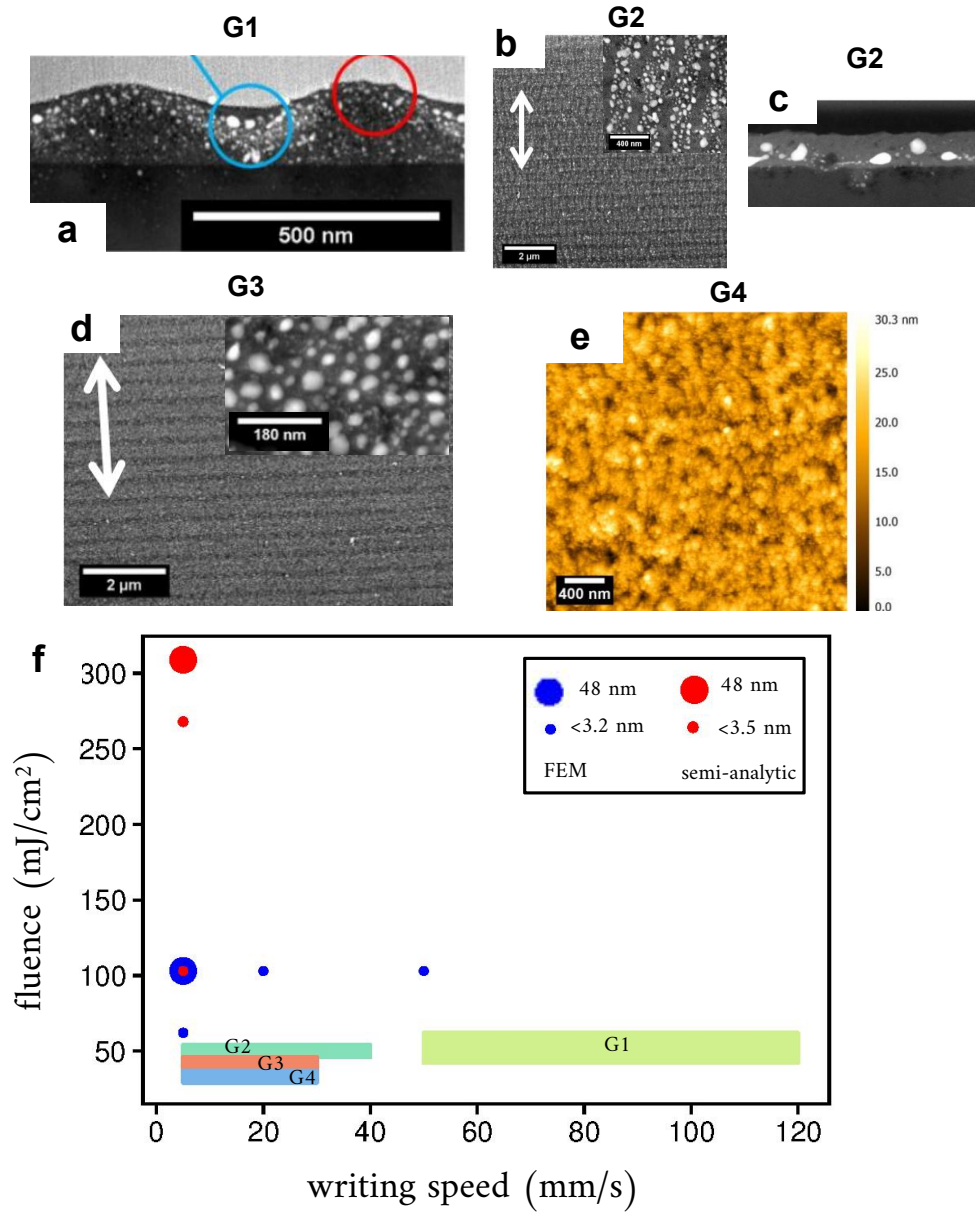 G1
a
500 nm
G2
b
400 nm
2 µm
G2
c
G3
d
180 nm
2 µm
G4
e
400 nm
30.3 nm
25.0
20.0
15.0
10.0
5.0
0.0
f
fluence (mJ/cm²)
300
250
200
150
100
50
48 nm
48 nm
<3.2 nm
<3.5 nm
FEM
semi-analytic
G2
G3
G4
G1
0 20 40 60 80 100 120
writing speed (mm/s)